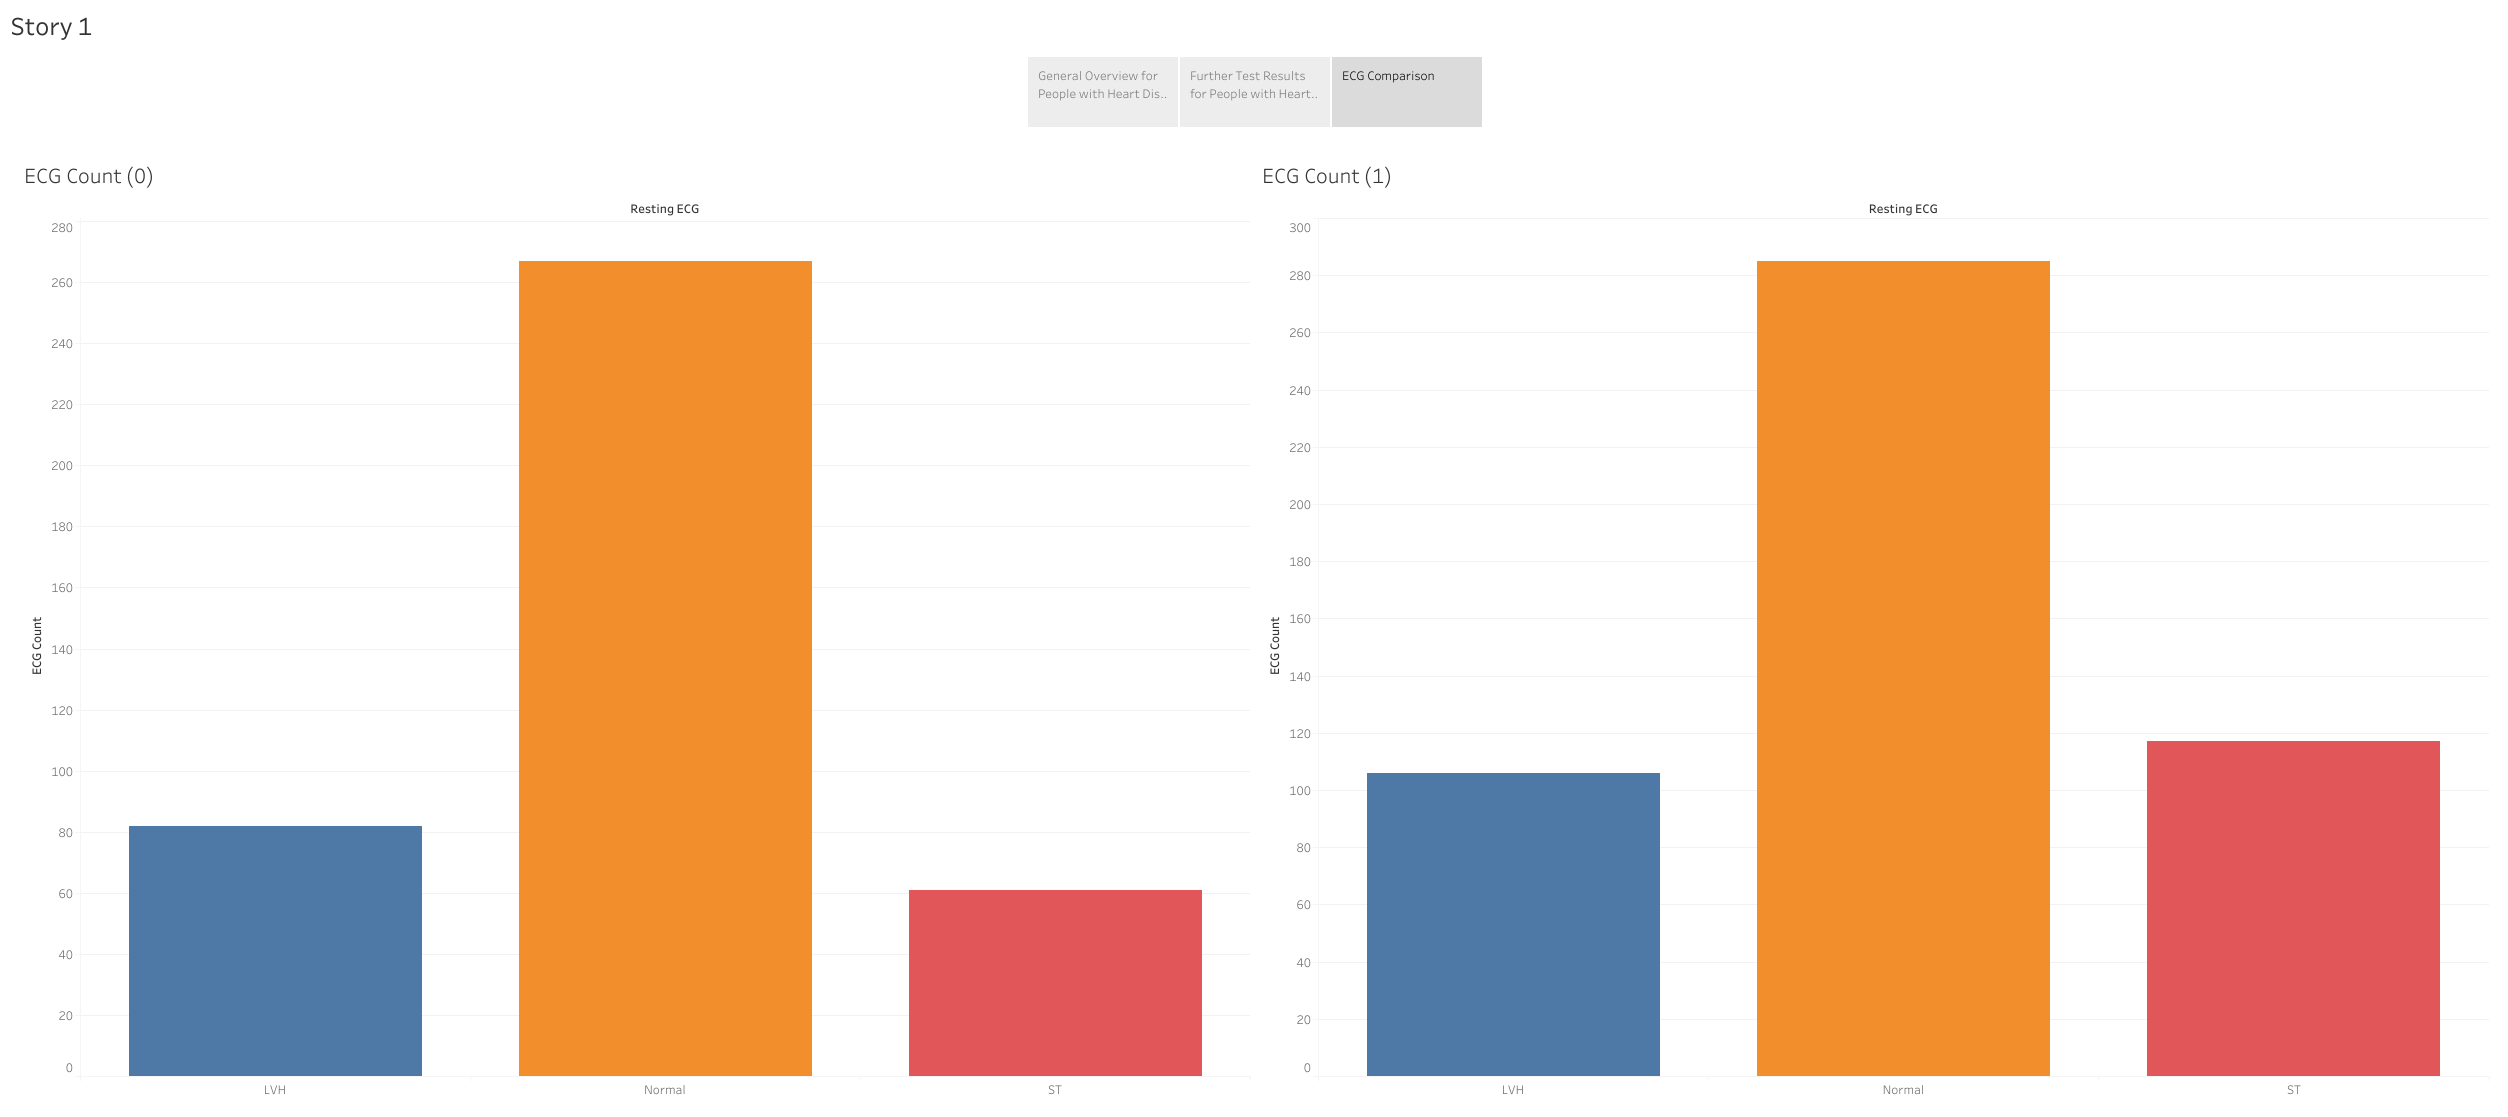 Story 1
General Overview for
People with Heart Dis..
Further Test Results
for People with Heart..
ECG Comparison
ECG Count (0)
Resting ECG
280
260
240
220
200
180
160
140
120
100
80
60
40
20
0
ECG Count
LVH
Normal
ST
ECG Count (1)
Resting ECG
300
280
260
240
220
200
180
160
140
120
100
80
60
40
20
0
ECG Count
LVH
Normal
ST